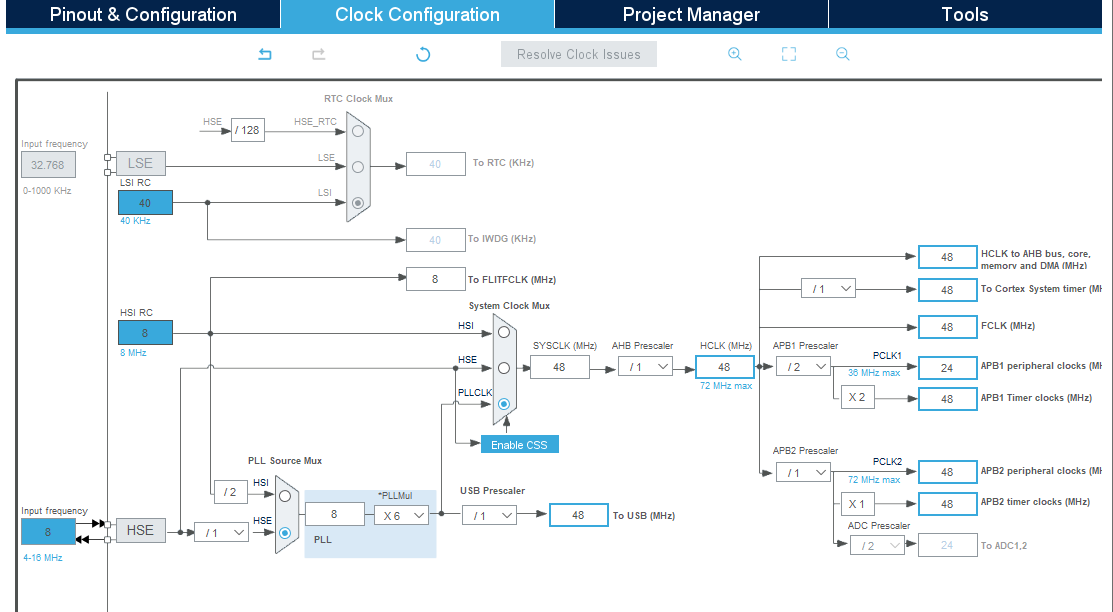 Pinout & Configuration
Clock Configuration
Project Manager
Tools
Resolve Clock Issues
RTC Clock Mux
HSE
/ 128
HSE_RTC
Input frequency
32.768
0-1000 KHz
LSE
LSE
40
To RTC (KHz)
LSI RC
40
40 KHz
LSI
40
To IWDG (KHz)
8
To FLITFCLK (MHz)
System Clock Mux
HSI RC
8
8 MHz
HSI
HSE
PLLCLK
SYSCLK (MHz)
48
AHB Prescaler
/ 1
HCLK (MHz)
48
72 MHz max
48
HCLK to AHB bus, core,
memory and DMA (MHz)
/ 1
48
To Cortex System timer (MH
48
FCLK (MHz)
APB1 Prescaler
/ 2
PCLK1
36 MHz max
24
APB1 peripheral clocks (MH
X 2
48
APB1 Timer clocks (MHz)
Enable CSS
PLL Source Mux
/ 2
HSI
HSE
*PLLMul
8
X 6
PLL
USB Prescaler
/ 1
48
To USB (MHz)
APB2 Prescaler
/ 1
PCLK2
72 MHz max
48
APB2 peripheral clocks (MH
X 1
48
APB2 timer clocks (MHz)
ADC Prescaler
/ 2
24
To ADC1,2
Input frequency
8
4-16 MHz
HSE
/ 1